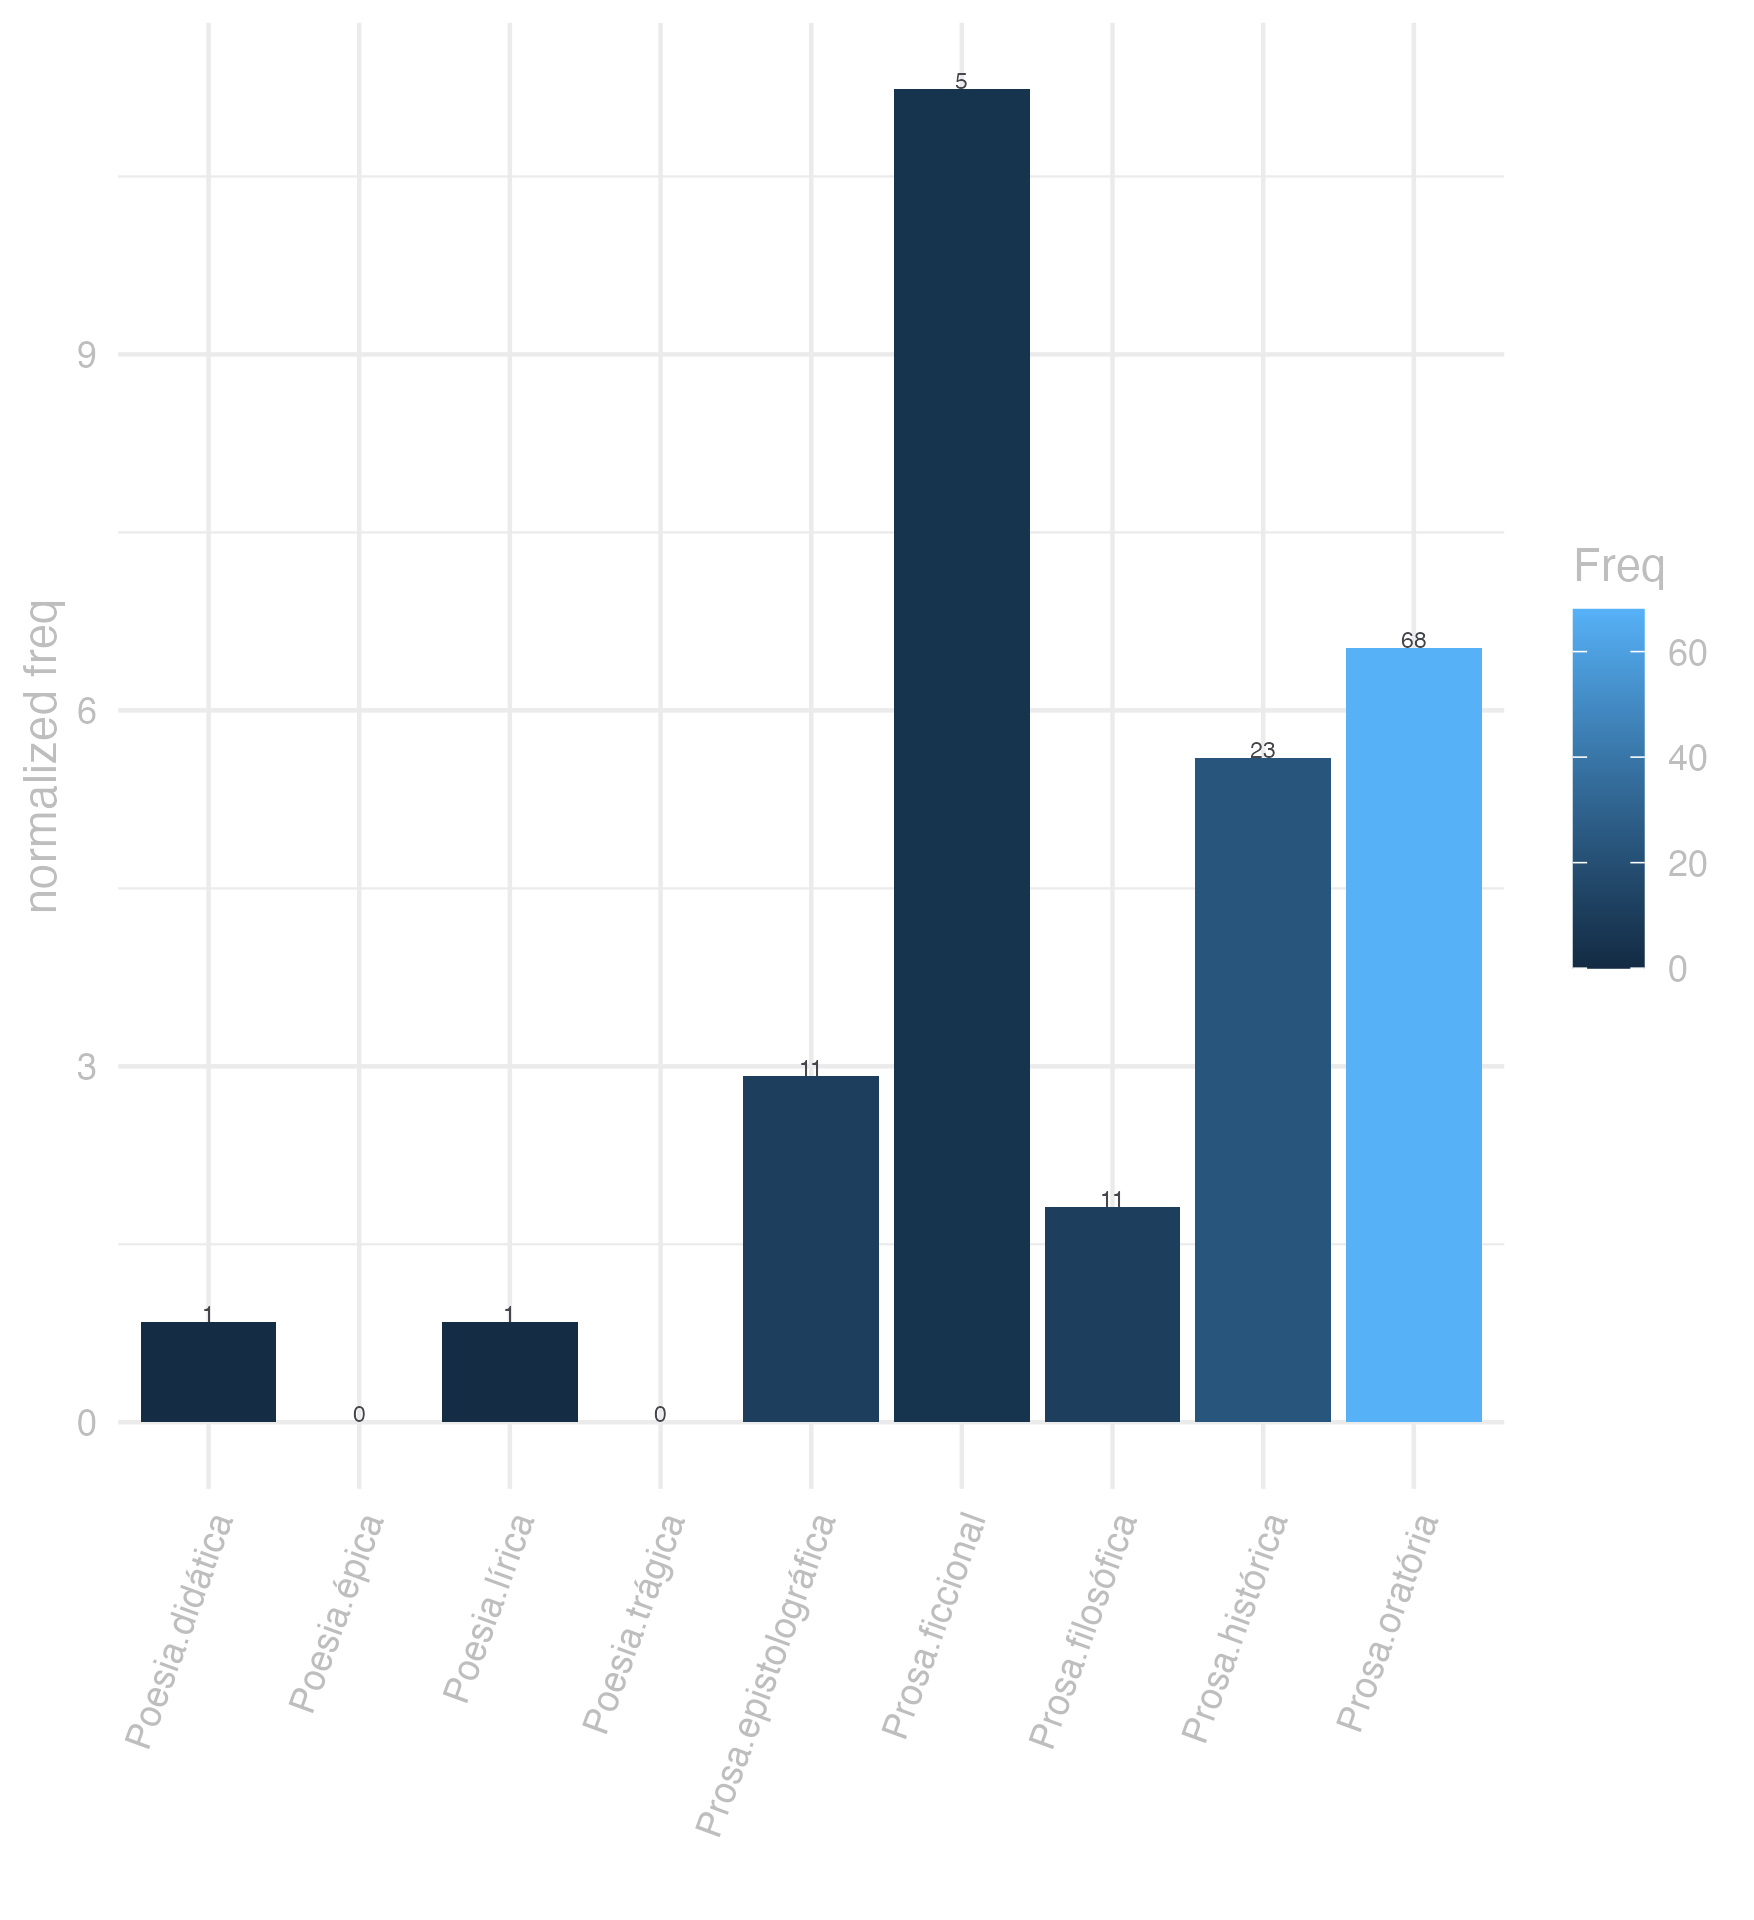 normalized freq
9
6
3
0
1
0
1
0
11
5
11
23
68
Poesia.didática
Poesia.épica
Poesia.lírica
Poesia.trágica
Prosa.epistolográfica
Prosa.ficcional
Prosa.filosófica
Prosa.histórica
Prosa.oratória
Freq
60
40
20
0